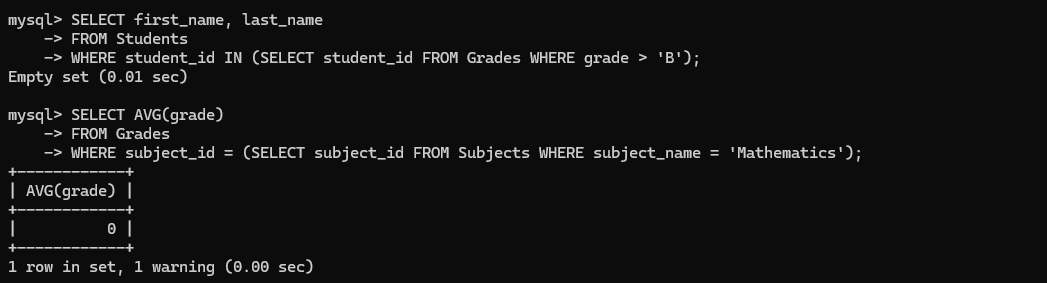 mysql> SELECT first_name, last_name
    -> FROM Students
    -> WHERE student_id IN (SELECT student_id FROM Grades WHERE grade > 'B');
Empty set (0.01 sec)

mysql> SELECT AVG(grade)
    -> FROM Grades
    -> WHERE subject_id = (SELECT subject_id FROM Subjects WHERE subject_name = 'Mathematics');
+------------+
| AVG(grade) |
+------------+
|          0 |
+------------+
1 row in set, 1 warning (0.00 sec)